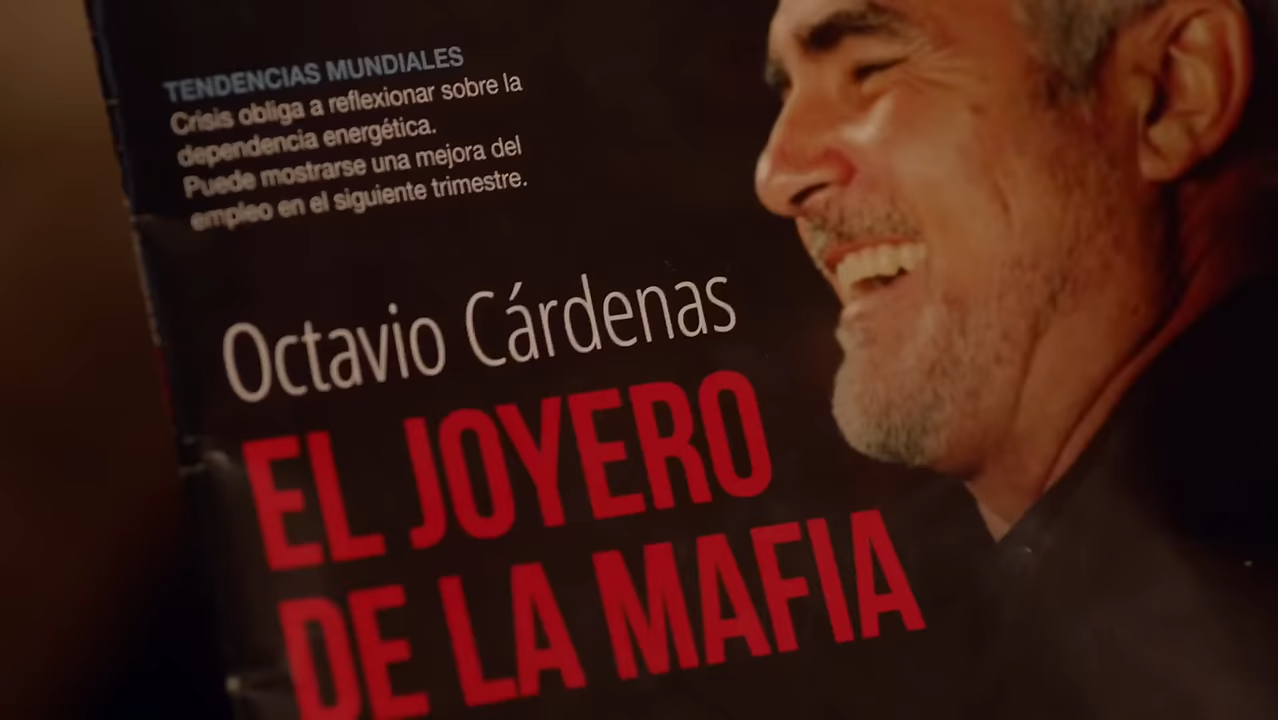 TENDENCIAS MUNDIALES
Crisis obliga a reflexionar sobre la
dependencia energética.
Puede mostrarse una mejora del
empleo en el siguiente trimestre.
Octavio Cárdenas
EL JOYERO
DE LA MAFIA